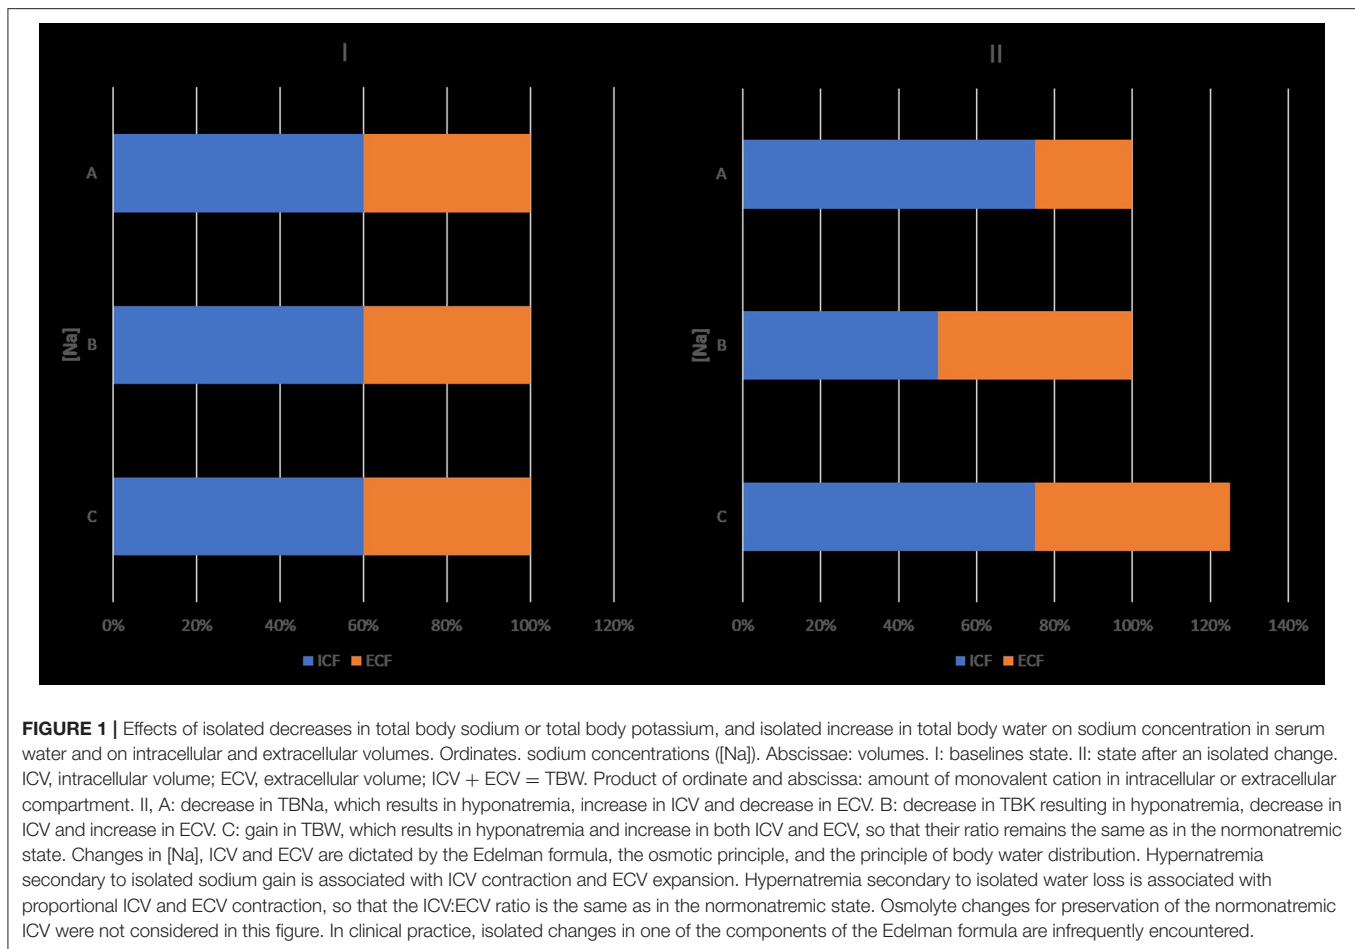 I
II
A
B
C
[Na]
0% 20% 40% 60% 80% 100% 120%
ICF ECF
A
B
C
[Na]
0% 20% 40% 60% 80% 100% 120% 140%
ICF ECF
FIGURE 1 | Effects of isolated decreases in total body sodium or total body potassium, and isolated increase in total body water on sodium concentration in serum
water and on intracellular and extracellular volumes. Ordinates. sodium concentrations ([Na]). Abscissae: volumes. I: baselines state. II: state after an isolated change.
ICV, intracellular volume; ECV, extracellular volume; ICV + ECV = TBW. Product of ordinate and abscissa: amount of monovalent cation in intracellular or extracellular
compartment. II, A: decrease in TBNa, which results in hyponatremia, increase in ICV and decrease in ECV. B: decrease in TBK resulting in hyponatremia, decrease in
ICV and increase in ECV. C: gain in TBW, which results in hyponatremia and increase in both ICV and ECV, so that their ratio remains the same as in the normonatremic
state. Changes in [Na], ICV and ECV are dictated by the Edelman formula, the osmotic principle, and the principle of body water distribution. Hypernatremia
secondary to isolated sodium gain is associated with ICV contraction and ECV expansion. Hypernatremia secondary to isolated water loss is associated with
proportional ICV and ECV contraction, so that the ICV:ECV ratio is the same as in the normonatremic state. Osmolyte changes for preservation of the normonatremic
ICV were not considered in this figure. In clinical practice, isolated changes in one of the components of the Edelman formula are infrequently encountered.